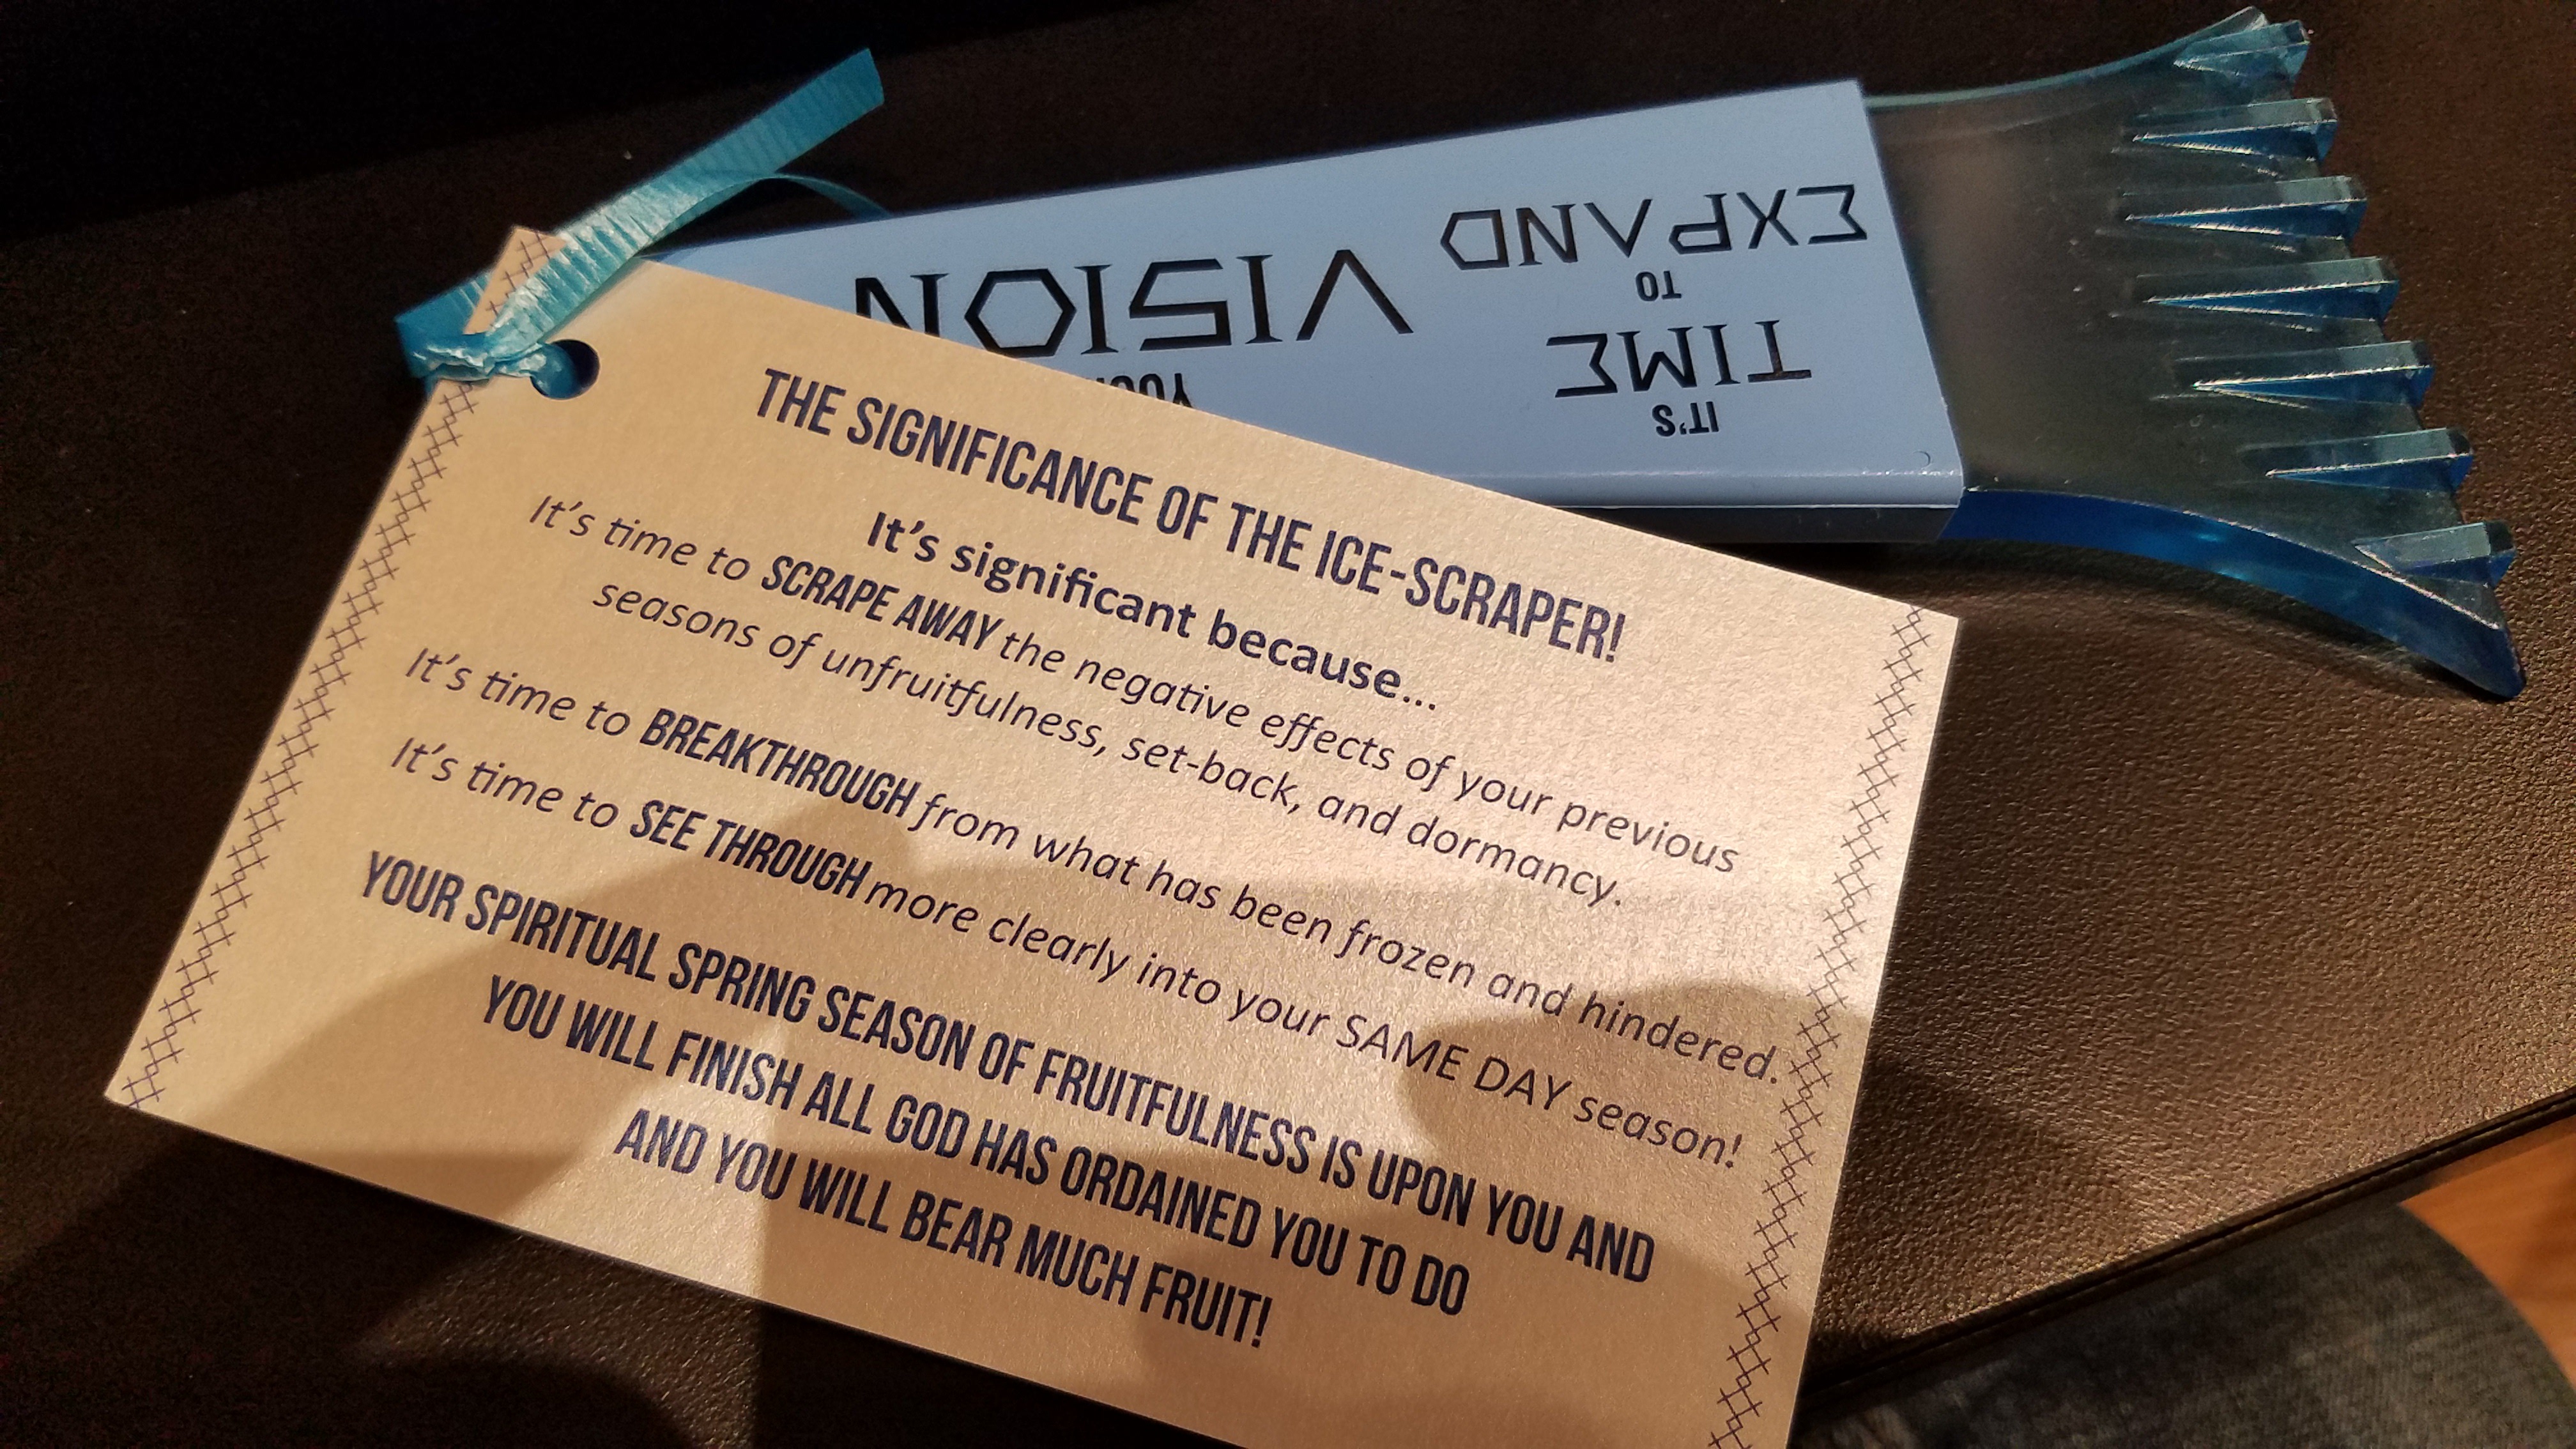 IT'S
TIME
TO
EXPAND
VISION
THE SIGNIFICANCE OF THE ICE-SCRAPER!
It's significant because...
It's time to SCRAPE AWAY the negative effects of your previous
seasons of unfruitfulness, set-back, and dormancy.
It's time to BREAKTHROUGH from what has been frozen and hindered.
It's time to SEE THROUGH more clearly into your SAME DAY season!
YOUR SPIRITUAL SPRING SEASON OF FRUITFULNESS IS UPON YOU AND
YOU WILL FINISH ALL GOD HAS ORDAINED YOU TO DO
AND YOU WILL BEAR MUCH FRUIT!